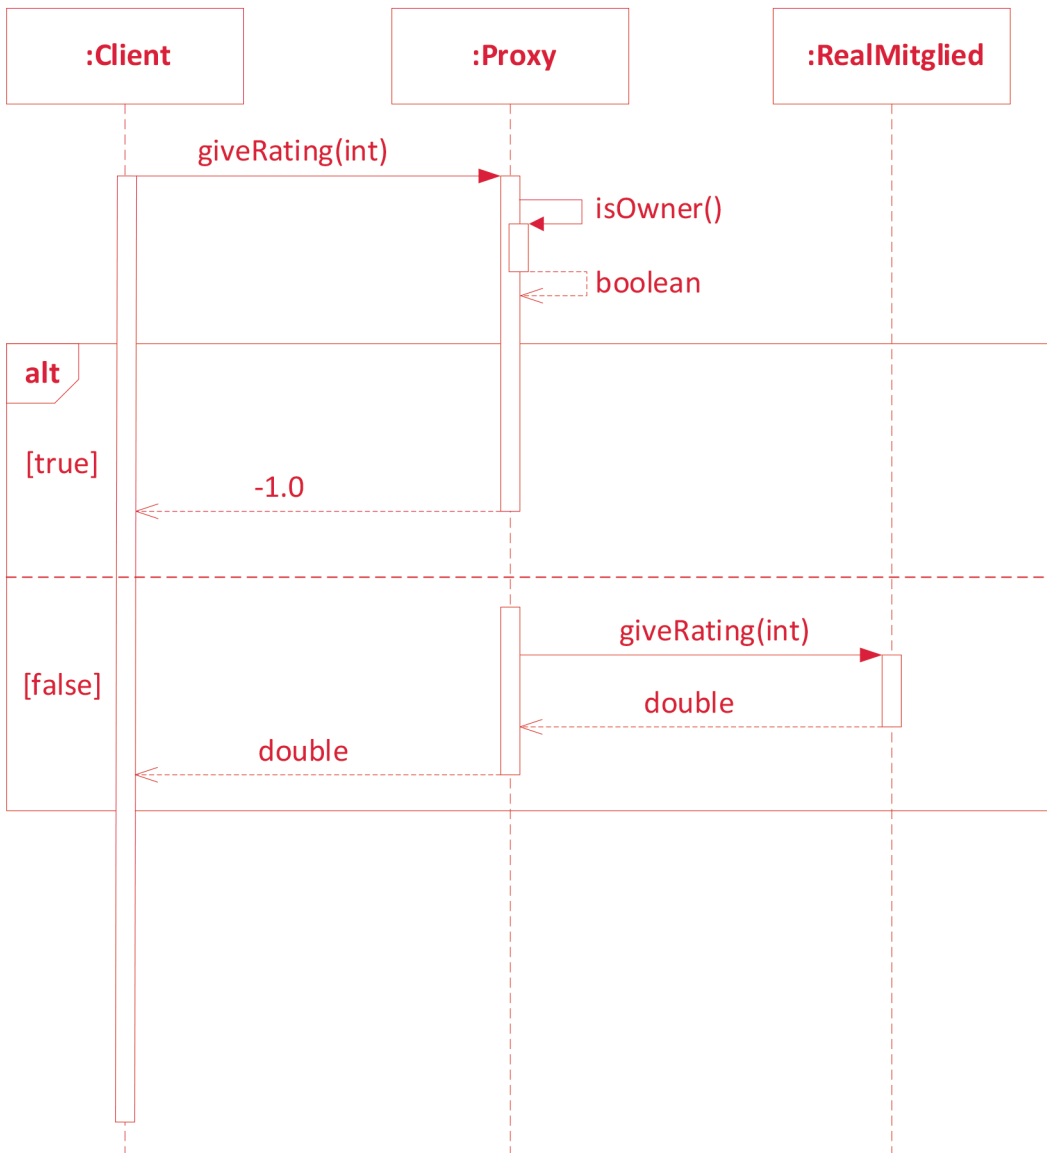 :Client
:Proxy
:RealMitglied
giveRating(int)
isOwner()
boolean
alt
[true]
-1.0
giveRating(int)
[false]
double
double